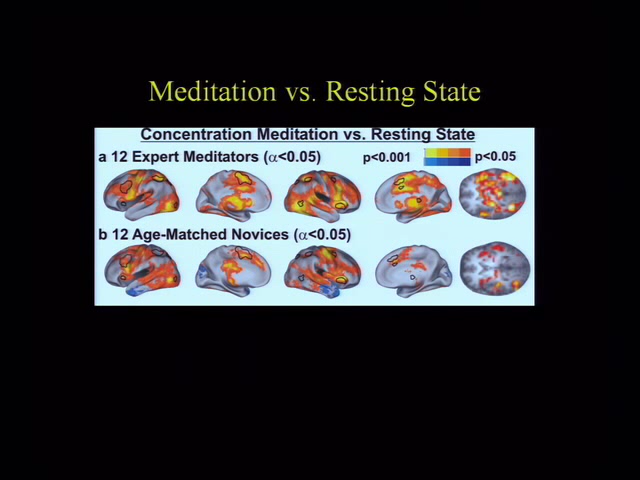 Meditation vs. Resting State
Concentration Meditation vs. Resting State
a 12 Expert Meditators (α<0.05)
p<0.001 p<0.05
b 12 Age-Matched Novices (α<0.05)